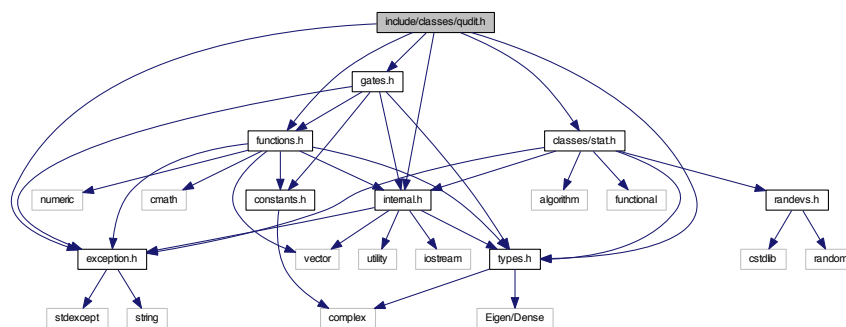 include/classes/qudit.h
gates.h
functions.h
classes/stat.h
numeric
cmath
constants.h
internal.h
algorithm
functional
randevs.h
exception.h
vector
utility
iostream
types.h
cstdlib
random
stdexcept
string
complex
Eigen/Dense